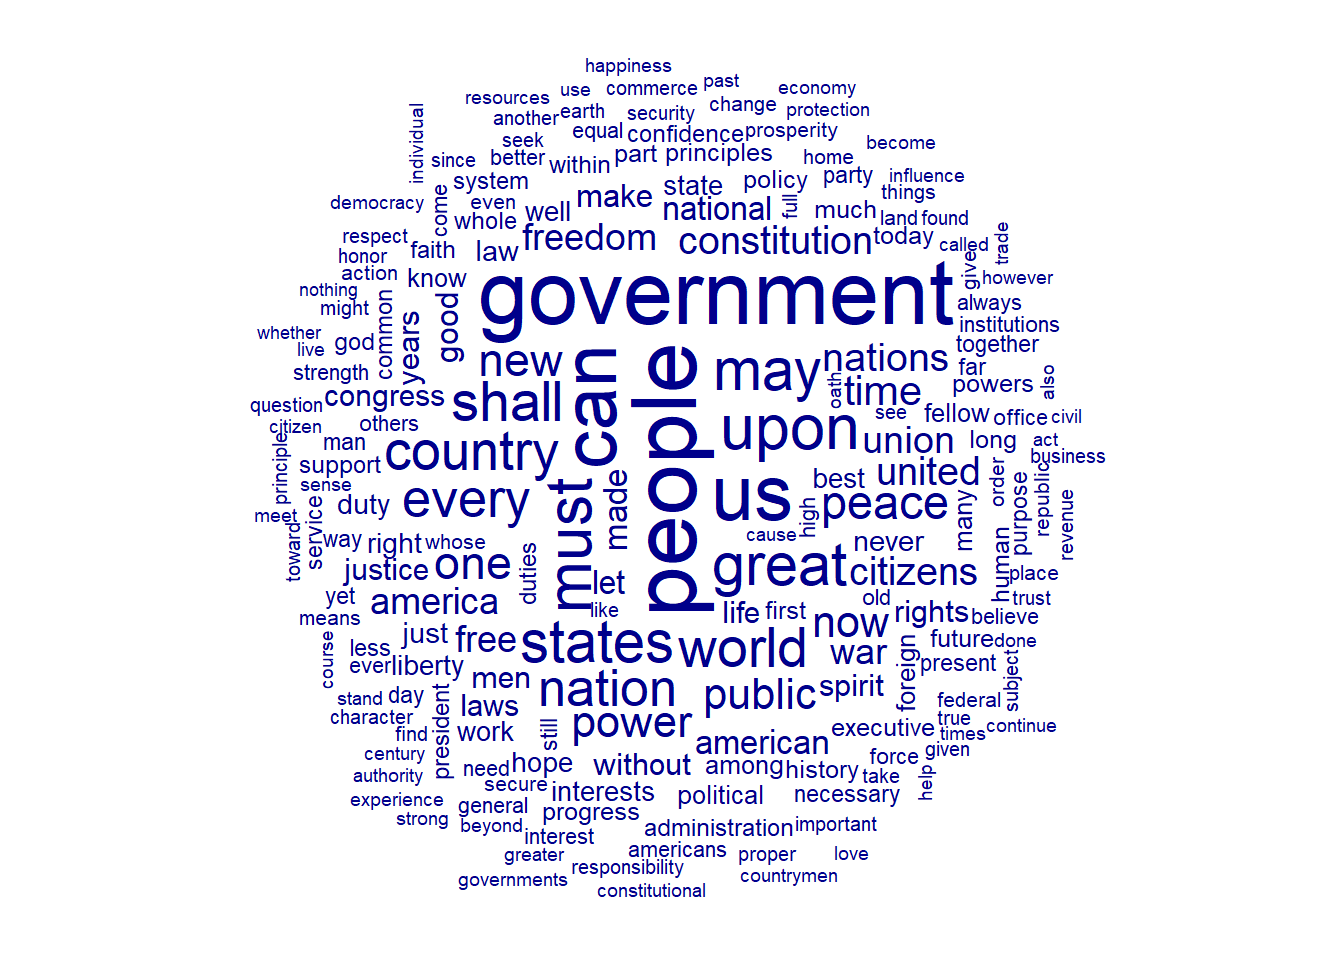 happiness
resources use commerce past economy
another earth security change protection
individual seek equal confidence prosperity become
since better within part principles home
system make state policy party influence
democracy come even well national full much things
whole land found
respect faith law freedom constitution today called trade
honor
action know government given however
nothing
might good always
common years institutions
whether god new can people may nations together
live
strength congress shall time oath far powers also
question others country upon see fellow office civil
citizen man union long act
principle support best united business
sense duty every must made us peace many order purpose republic revenue
meet service high
toward way right whose cause never
justice one duties let great citizens human place
yet america like life first old rights trust
means believe
course just free states world now war future done
less ever liberty foreign present subject
men nation public spirit
stand day president laws federal
character power true
find work still american executive times continue
century need hope without among history force given
authority secure take help
experience general interests political necessary
strong progress
beyond interest administration important
greater americans proper love
responsibility
governments countrymen
constitutional